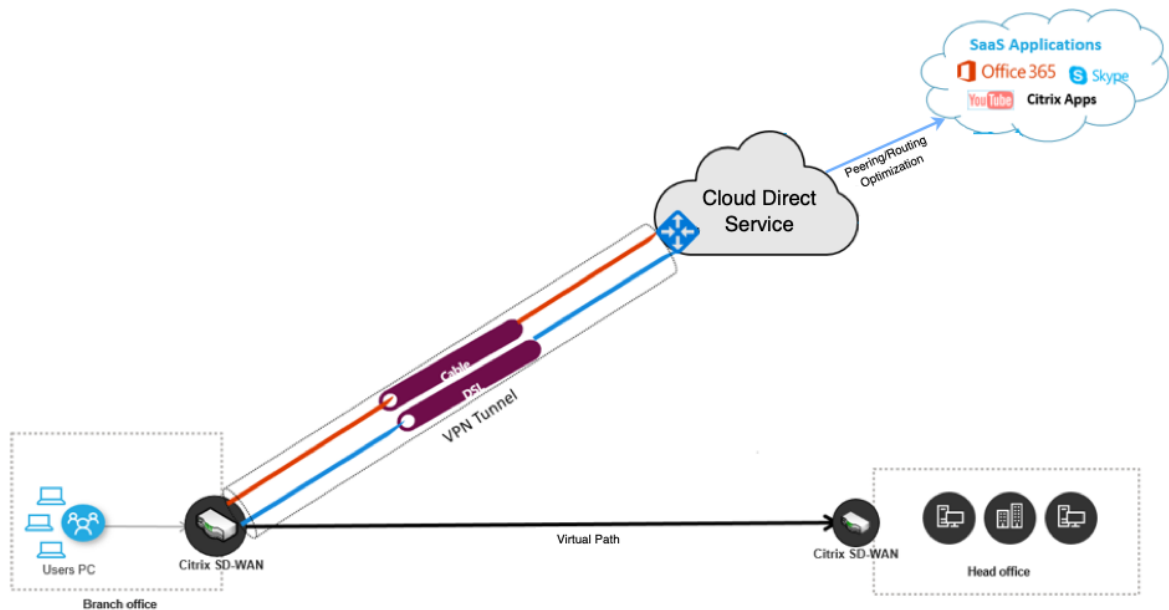 SaaS Applications
Office 365
Skype
YouTube
Citrix Apps
Peering/Routing
Optimization
Cloud Direct
Service
Cable
DSL
VPN Tunnel
Users PC
Citrix SD-WAN
Virtual Path
Citrix SD-WAN
Head office
Branch office